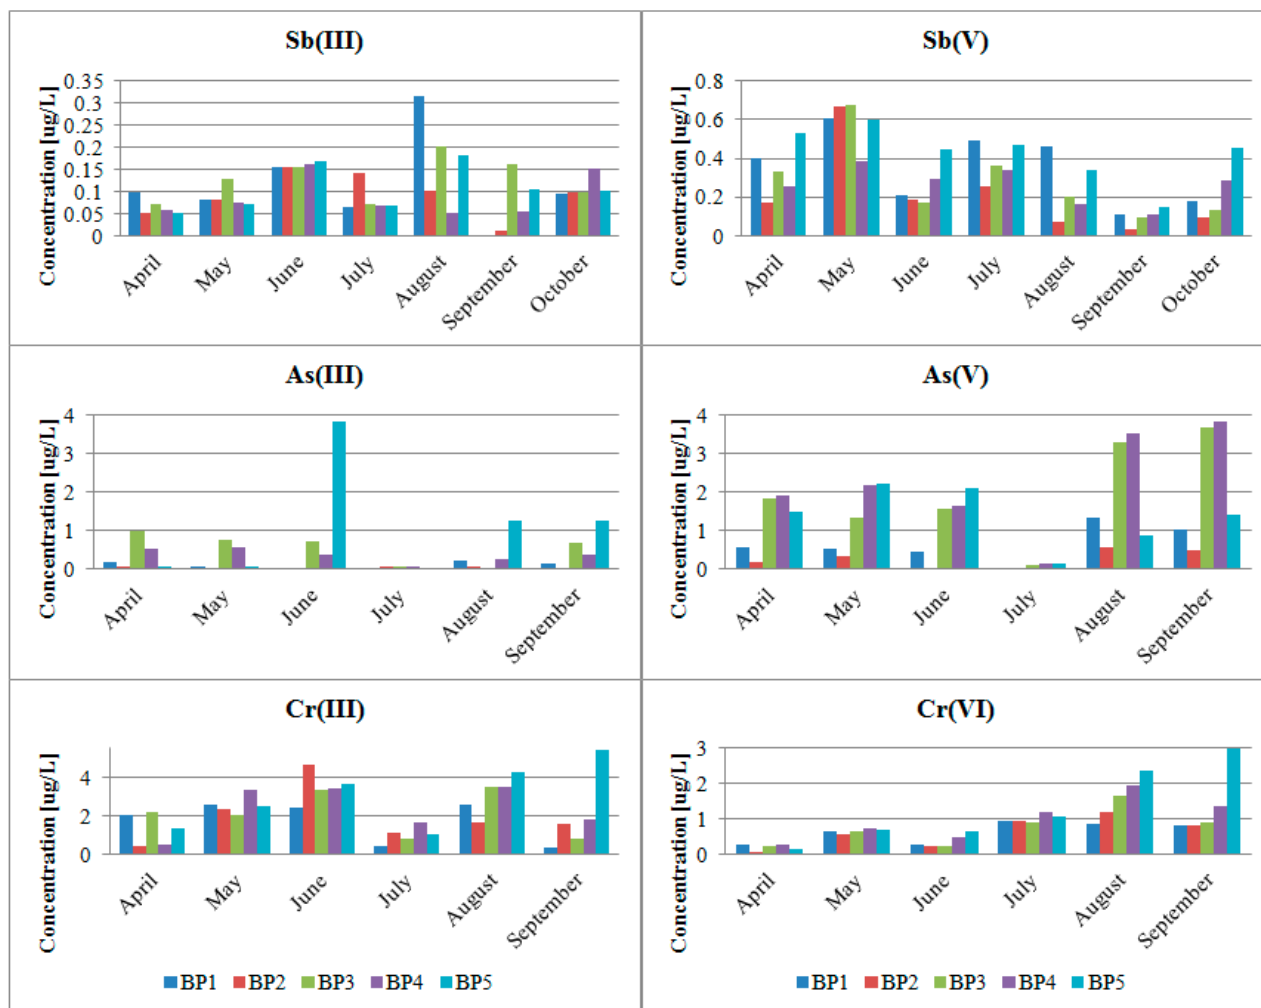 Sb(III)
Concentration [ug/L]
0.35
0.3
0.25
0.2
0.15
0.1
0.05
0
April
May
June
July
August
September
October
Sb(V)
Concentration [ug/L]
0.8
0.6
0.4
0.2
0
April
May
June
July
August
September
October
As(III)
Concentration [ug/L]
4
3
2
1
0
April
May
June
July
August
September
As(V)
Concentration [ug/L]
4
3
2
1
0
April
May
June
July
August
September
Cr(III)
Concentration [ug/L]
4
2
0
April
May
June
July
August
September
BP1 BP2 BP3 BP4 BP5
Cr(VI)
Concentration [ug/L]
3
2
1
0
April
May
June
July
August
September
BP1 BP2 BP3 BP4 BP5